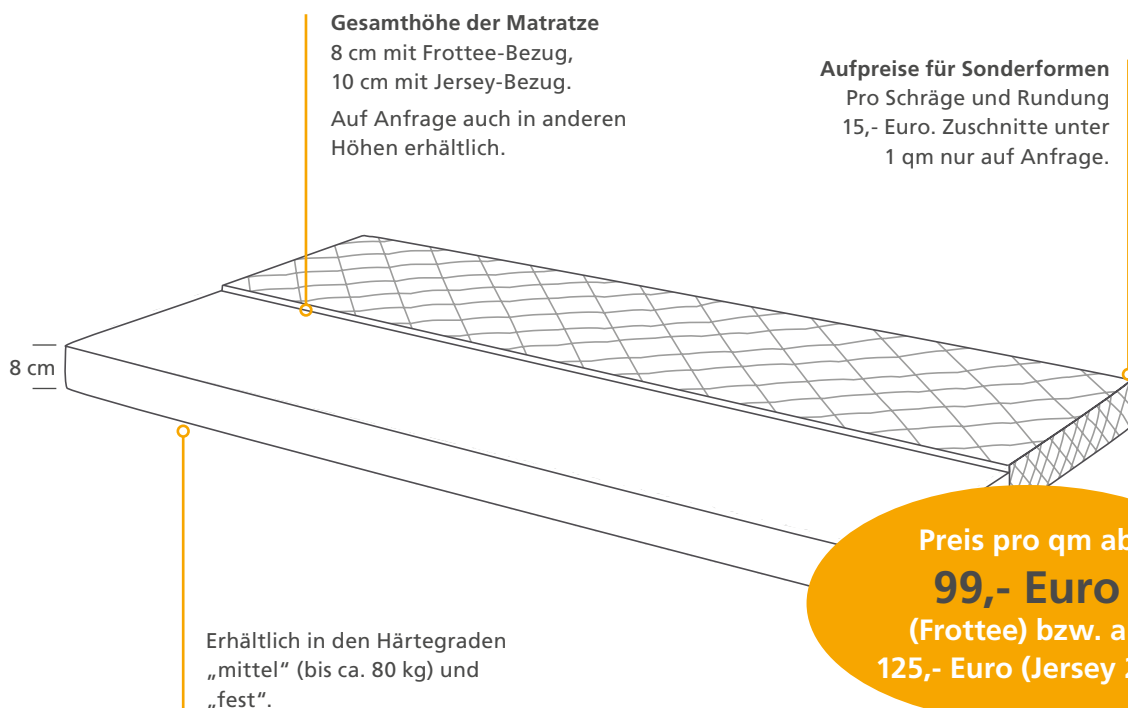 Gesamthöhe der Matratze
8 cm mit Frottee-Bezug,
10 cm mit Jersey-Bezug.
Auf Anfrage auch in anderen
Höhen erhältlich.
Aufpreise für Sonderformen
Pro Schräge und Rundung
15,- Euro. Zuschnitte unter
1 qm nur auf Anfrage.
8 cm
Erhältlich in den Härtegraden
„mittel“ (bis ca. 80 kg) und
„fest“.
Preis pro qm ab
99,- Euro
(Frottee) bzw. a
125,- Euro (Jersey